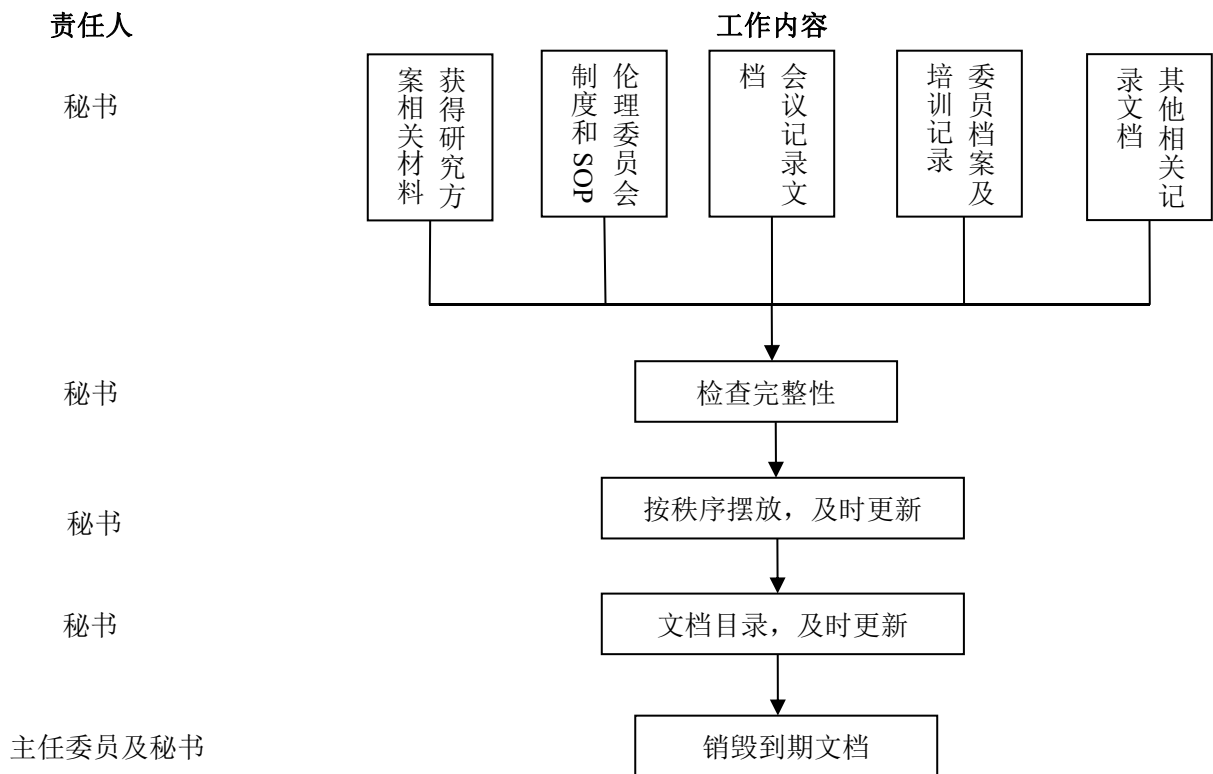 责任人
工作内容
秘书
获得研究方
案相关材料
伦理委员会
制度和 SOP
会议记录文
档
委员档案及
培训记录
其他相关记
录文档
秘书
检查完整性
秘书
按秩序摆放，及时更新
秘书
文档目录，及时更新
主任委员及秘书
销毁到期文档